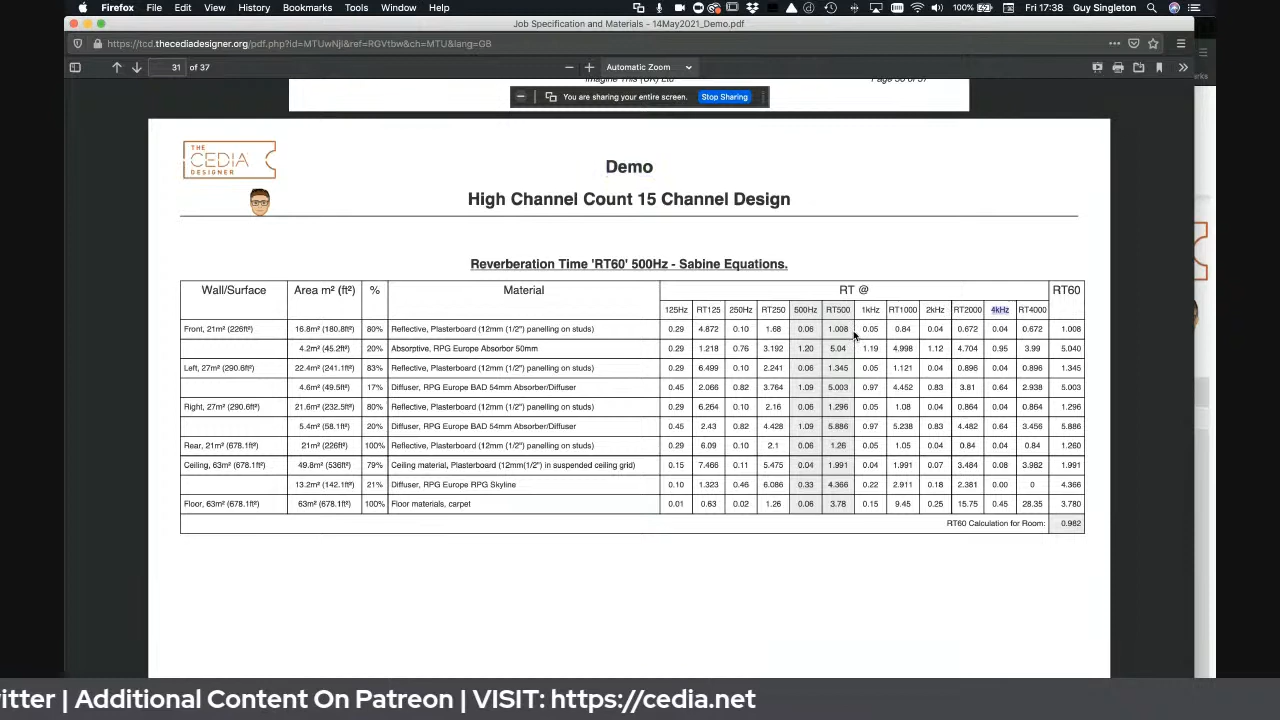 Firefox File Edit View History Bookmarks Tools Window Help 100% Fri 17:38 Guy Singleton
Job Specification and Materials - 14May2021_Demo.pdf
31 of 37 Automatic Zoom
Imagine This (UK) Ltd
You are sharing your entire screen. Stop Sharing
THE CEDIA DESIGNER
Demo
High Channel Count 15 Channel Design
Reverberation Time 'RT60' 500Hz - Sabine Equations.
Wall/Surface Area m² (ft²) % Material RT @ RT60
125Hz RT125 250Hz RT250 500Hz RT500 1kHz RT1000 2kHz RT2000 4kHz RT4000
Front, 21m² (226ft²) 16.8m² (180.8ft²) 80% Reflective, Plasterboard (12mm (1/2") panelling on studs) 0.29 4.872 0.10 1.68 0.06 1.008 0.05 0.84 0.04 0.672 0.04 0.672 1.008
4.2m² (45.2ft²) 20% Absorptive, RPG Europe Absorbor 50mm 0.29 1.218 0.76 3.192 1.20 5.04 1.19 4.998 1.12 4.704 0.95 3.99 5.040
Left, 27m² (290.6ft²) 22.4m² (241.1ft²) 83% Reflective, Plasterboard (12mm (1/2") panelling on studs) 0.29 6.499 0.10 2.241 0.06 1.345 0.05 1.121 0.04 0.896 0.04 0.896 1.345
4.6m² (49.5ft²) 17% Diffuser, RPG Europe BAD 54mm Absorber/Diffuser 0.45 2.066 0.82 3.764 1.09 5.003 0.97 4.452 0.83 3.81 0.64 2.938 5.003
Right, 27m² (290.6ft²) 21.6m² (232.5ft²) 80% Reflective, Plasterboard (12mm (1/2") panelling on studs) 0.29 6.264 0.10 2.16 0.06 1.296 0.05 1.08 0.04 0.864 0.04 0.864 1.296
5.4m² (58.1ft²) 20% Diffuser, RPG Europe BAD 54mm Absorber/Diffuser 0.45 2.43 0.82 4.428 1.09 5.886 0.97 5.238 0.83 4.482 0.64 3.456 5.886
Rear, 21m² (678.1ft²) 21m² (226ft²) 100% Reflective, Plasterboard (12mm (1/2") panelling on studs) 0.29 6.09 0.10 2.1 0.06 1.26 0.05 1.05 0.04 0.84 0.04 0.84 1.260
Ceiling, 63m² (678.1ft²) 49.8m² (536ft²) 79% Ceiling material, Plasterboard (12mm(1/2") in suspended ceiling grid) 0.15 7.466 0.11 5.475 0.04 1.991 0.04 1.991 0.07 3.484 0.08 3.982 1.991
13.2m² (142.1ft²) 21% Diffuser, RPG Europe RPG Skyline 0.10 1.323 0.46 6.086 0.33 4.366 0.22 2.911 0.18 2.381 0.00 0 4.366
Floor, 63m² (678.1ft²) 63m² (678.1ft²) 100% Floor materials, carpet 0.01 0.63 0.02 1.26 0.06 3.78 0.15 9.45 0.25 15.75 0.45 28.35 3.780
RT60 Calculation for Room: 0.982
itter | Additional Content On Patreon | VISIT: https://cedia.net